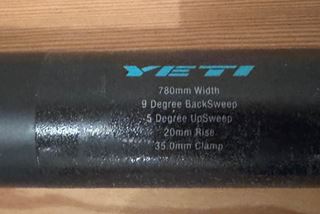 YETI
780mm Width
9 Degree BackSweep
5 Degree UpSweep
20mm Rise
35.0mm Clamp